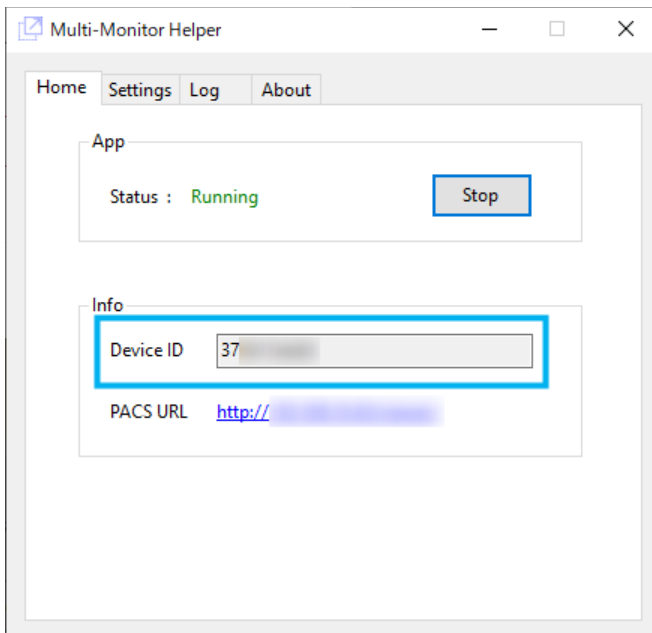 Multi-Monitor Helper
Home Settings Log About
App
Status : Running Stop
Info
Device ID 37
PACS URL http://